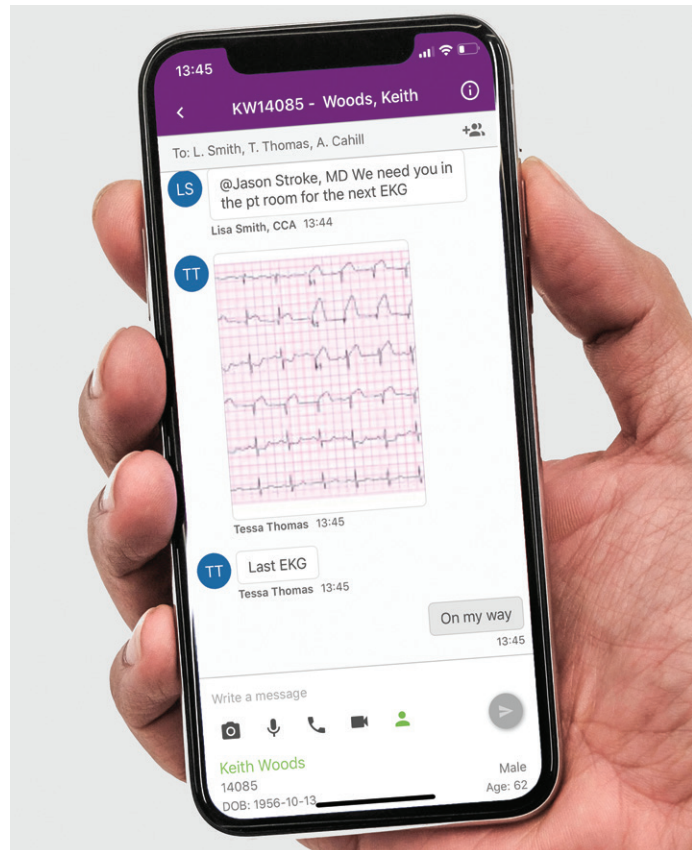 13:45
KW14085 - Woods, Keith
To: L. Smith, T. Thomas, A. Cahill
LS
@Jason Stroke, MD We need you in
the pt room for the next EKG
Lisa Smith, CCA 13:44
TT
Tessa Thomas 13:45
TT
Last EKG
Tessa Thomas 13:45
On my way
13:45
Write a message
Keith Woods
14085
Male
DOB: 1956-10-13
Age: 62